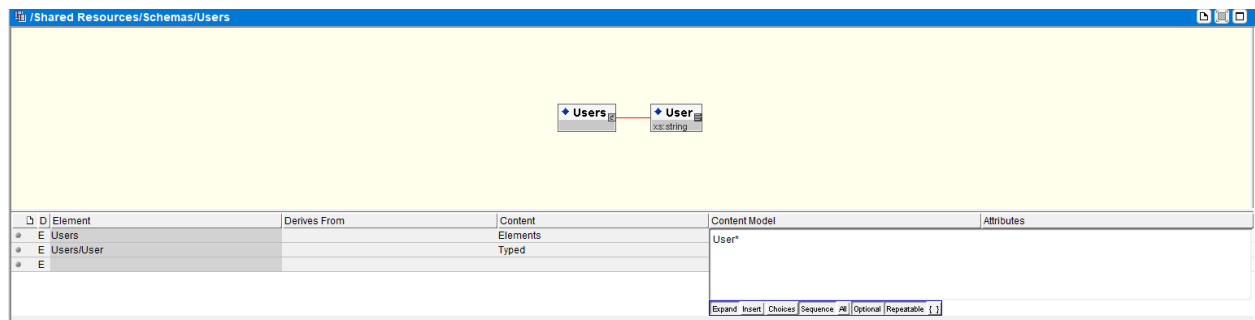 /Shared Resources/Schemas/Users
Users User
xs:string
D Element Derives From Content Content Model Attributes
E Users Elements User*
E Users/User Typed
E
Expand Insert Choices Sequence All Optional Repeatable { }